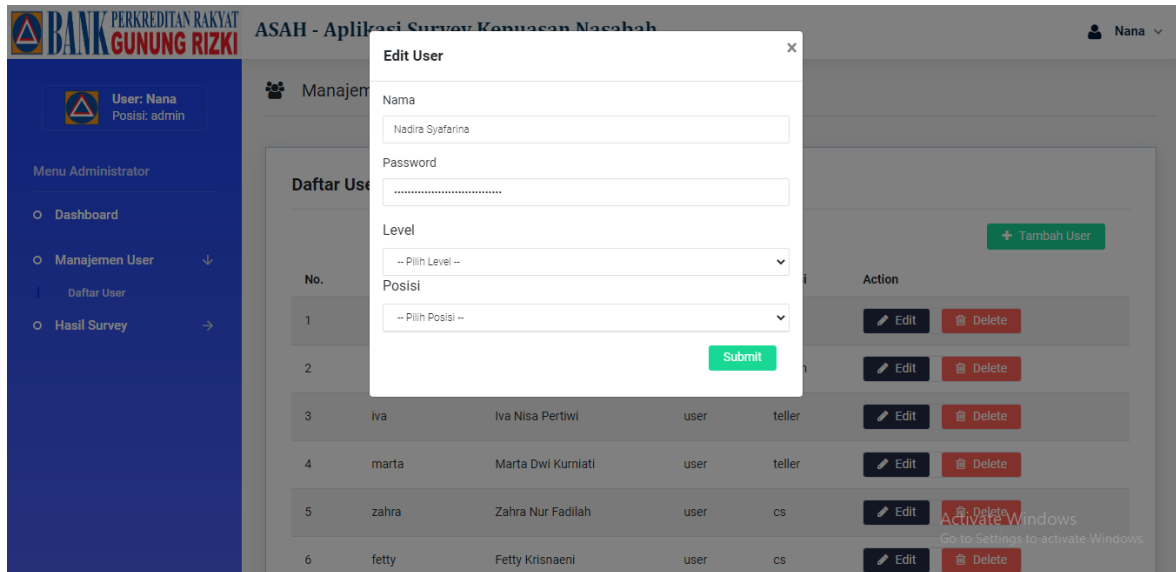 BANK PERKREDITAN RAKYAT
GUNUNG RIZKI
ASAH - Aplikasi Survey Kepuasan Nasabah
Nana
User: Nana
Posisi: admin
Menu Administrator
Dashboard
Manajemen User
Daftar User
Hasil Survey
Manajem
Edit User
×
Nama
Nadira Syafarina
Password
Level
-- Pilih Level --
Posisi
-- Pilih Posisi --
Submit
Daftar Use
+ Tambah User
No.
Action
1 Edit Delete
2 Edit Delete
3 iva Iva Nisa Pertiwi user teller Edit Delete
4 marta Marta Dwi Kurniati user teller Edit Delete
5 zahra Zahra Nur Fadilah user cs Edit Delete
6 fetty Fetty Krisnaeni user cs Edit Delete
Activate Windows
Go to Settings to activate Windows.